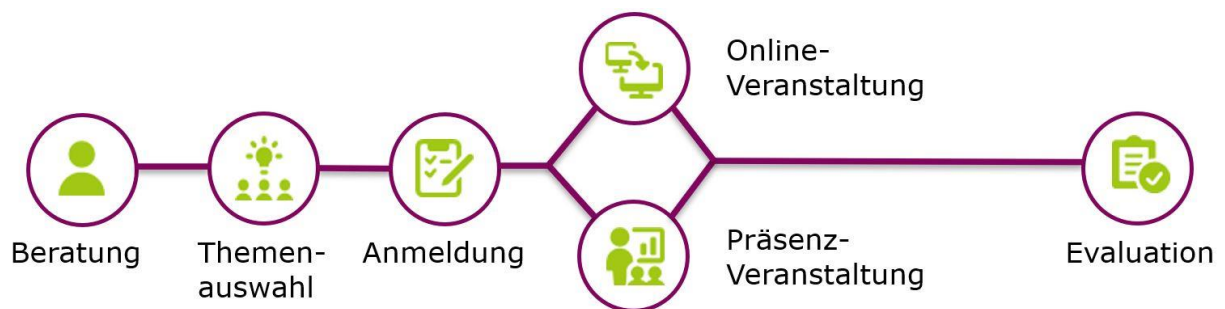 Beratung
Themen-
auswahl
Anmeldung
Online-
Veranstaltung
Präsenz-
Veranstaltung
Evaluation